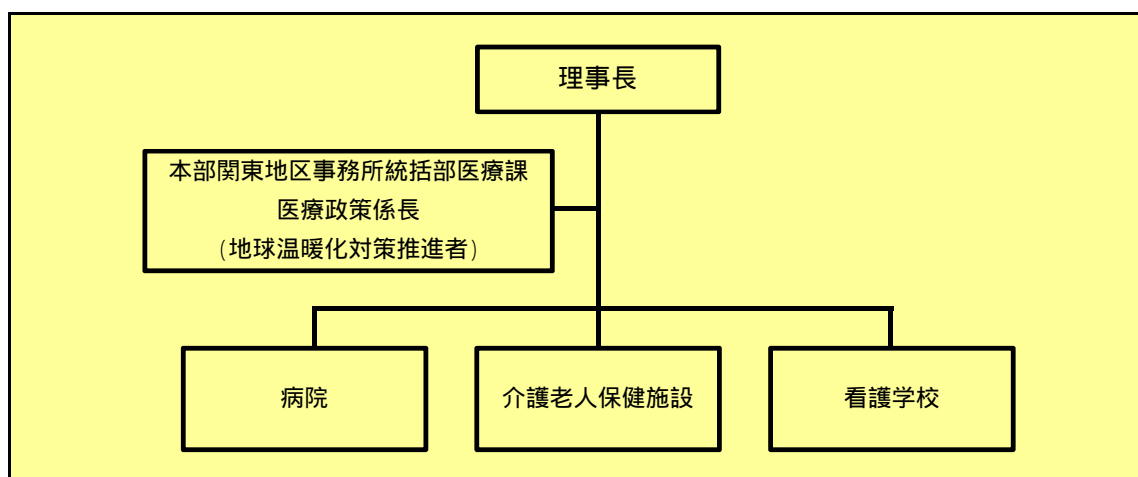 理事長
本部関東地区事務所統括部医療課
医療政策係長
(地球温暖化対策推進者)
病院
介護老人保健施設
看護学校